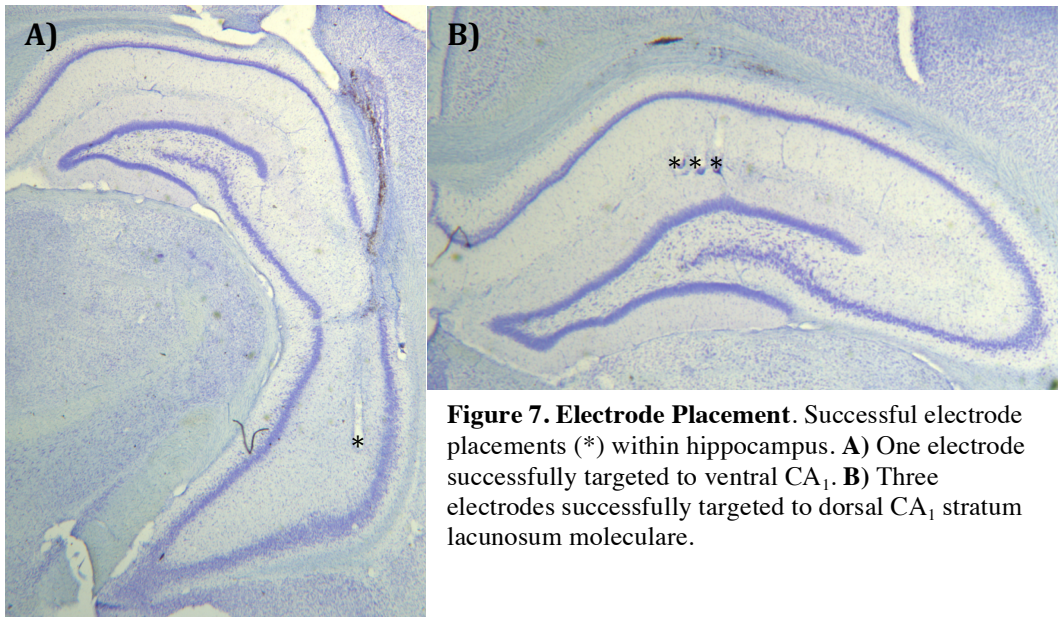 A)
B)
*
* * *
Figure 7. Electrode Placement. Successful electrode
placements (*) within hippocampus. A) One electrode
successfully targeted to ventral CA₁. B) Three
electrodes successfully targeted to dorsal CA₁ stratum
lacunosum moleculare.